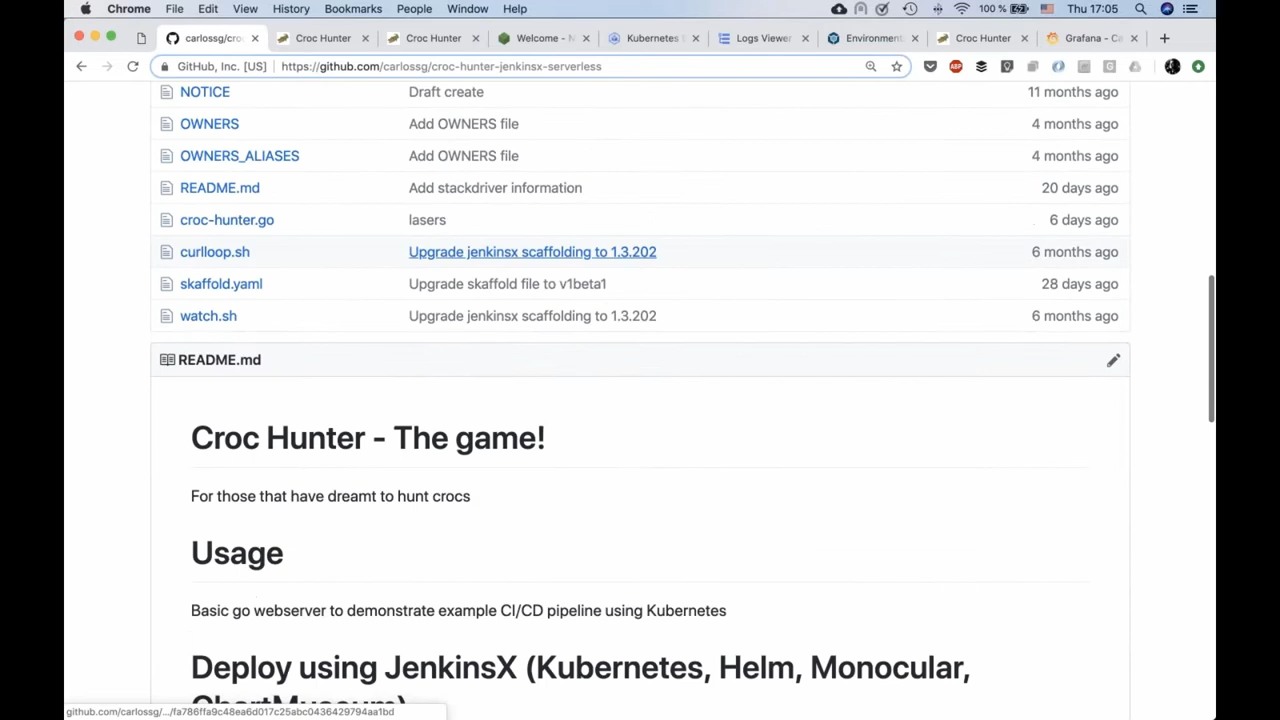 Chrome File Edit View History Bookmarks People Window Help 100 % Thu 17:05
carlossg/cro Croc Hunter Croc Hunter Welcome - M Kubernetes Logs Viewer Environment Croc Hunter Grafana - Ca
GitHub, Inc. [US] https://github.com/carlossg/croc-hunter-jenkinsx-serverless
NOTICE Draft create 11 months ago
OWNERS Add OWNERS file 4 months ago
OWNERS_ALIASES Add OWNERS file 4 months ago
README.md Add stackdriver information 20 days ago
croc-hunter.go lasers 6 days ago
curlloop.sh Upgrade jenkinsx scaffolding to 1.3.202 6 months ago
skaffold.yaml Upgrade skaffold file to v1beta1 28 days ago
watch.sh Upgrade jenkinsx scaffolding to 1.3.202 6 months ago
README.md
Croc Hunter - The game!
For those that have dreamt to hunt crocs
Usage
Basic go webserver to demonstrate example CI/CD pipeline using Kubernetes
Deploy using JenkinsX (Kubernetes, Helm, Monocular,
ChartMuseum)
github.com/carlossg/.../fa786ffa9c48ea6d017c25abc0436429794aa1bd